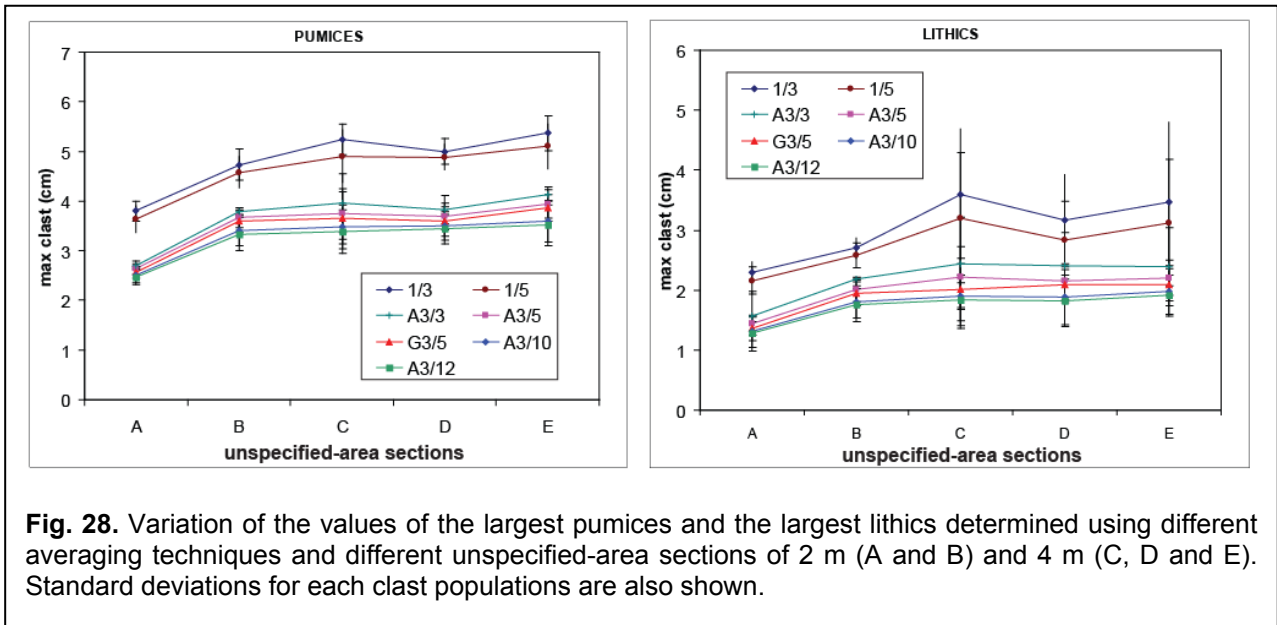 PUMICES
7
6
5
4
3
2
1
0
max clast (cm)
1/3 1/5
A3/3 A3/5
G3/5 A3/10
A3/12
A B C D E
unspecified-area sections
LITHICS
6
5
4
3
2
1
0
max clast (cm)
1/3 1/5
A3/3 A3/5
G3/5 A3/10
A3/12
A B C D E
unspecified-area sections
Fig. 28. Variation of the values of the largest pumices and the largest lithics determined using different
averaging techniques and different unspecified-area sections of 2 m (A and B) and 4 m (C, D and E).
Standard deviations for each clast populations are also shown.